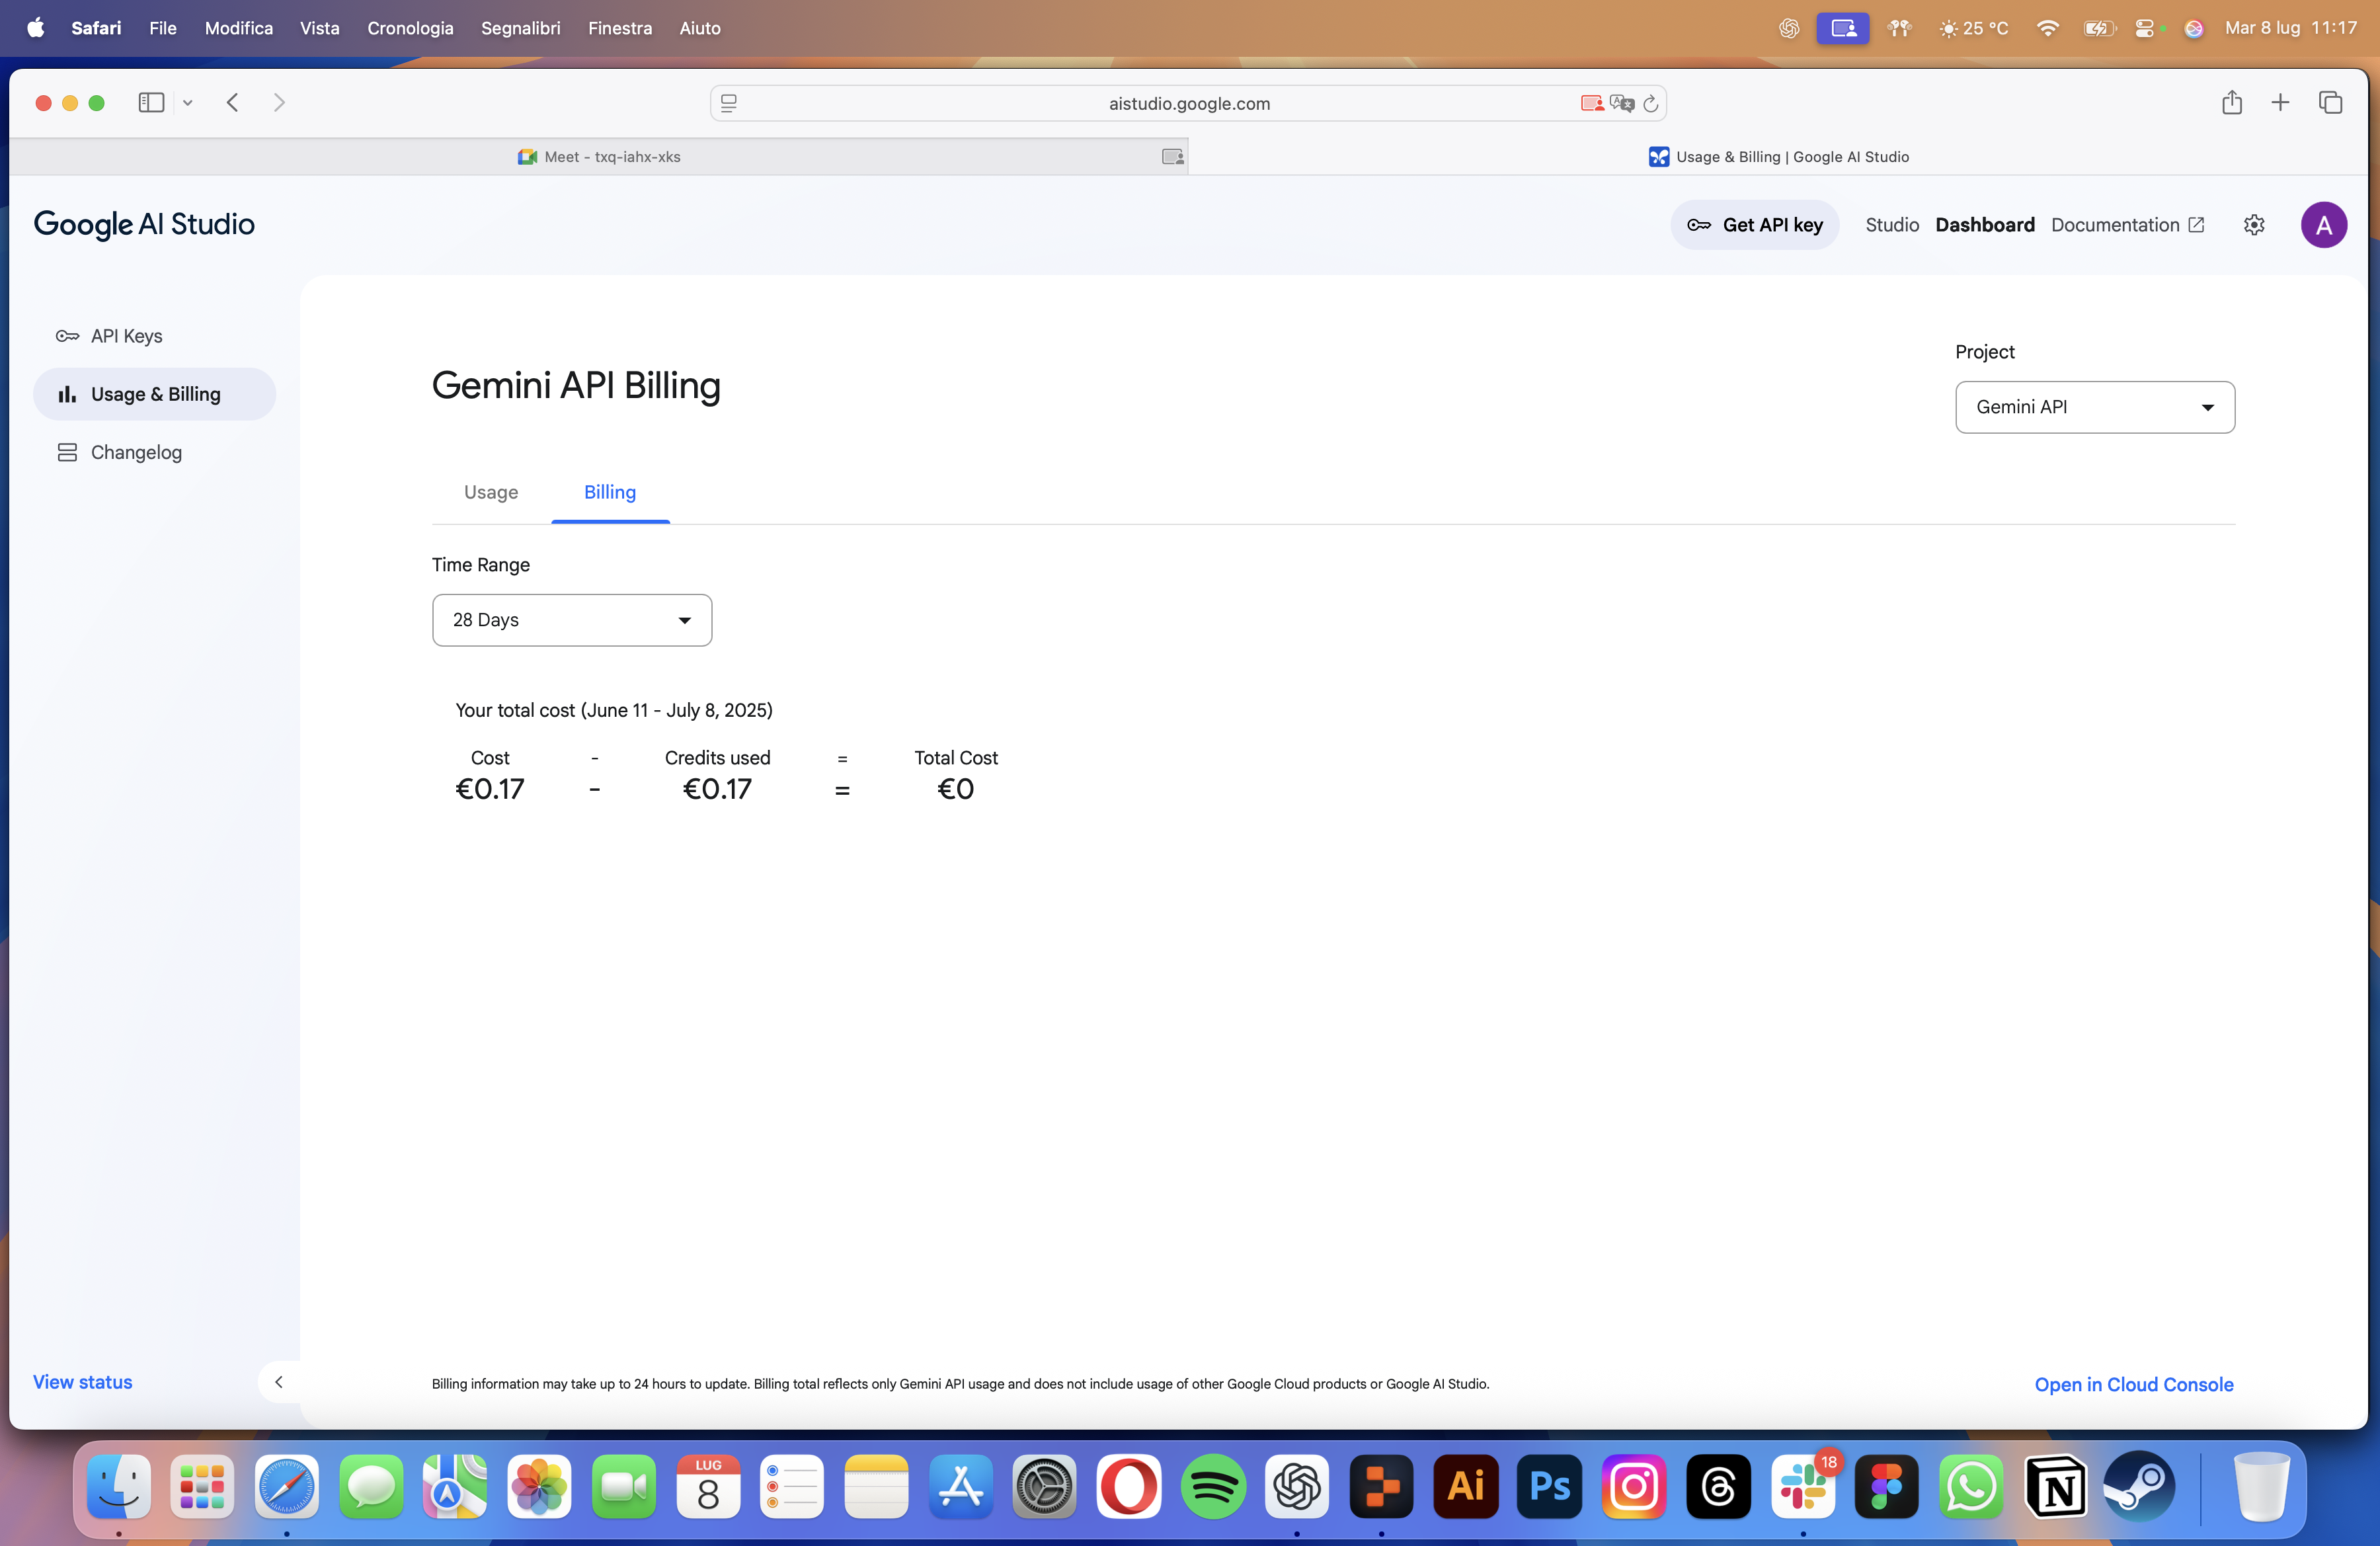 Safari File Modifica Vista Cronologia Segnalibri Finestra Aiuto 25 °C Mar 8 lug 11:17
aistudio.google.com
Meet - txq-iahx-xks
Usage & Billing | Google AI Studio
Google AI Studio
Get API key Studio Dashboard Documentation
A
API Keys
Usage & Billing
Changelog
Gemini API Billing
Project
Gemini API
Usage Billing
Time Range
28 Days
Your total cost (June 11 - July 8, 2025)
Cost - Credits used = Total Cost
€0.17 - €0.17 = €0
View status
Billing information may take up to 24 hours to update. Billing total reflects only Gemini API usage and does not include usage of other Google Cloud products or Google AI Studio.
Open in Cloud Console
LUG
8
Ai
Ps
18
N